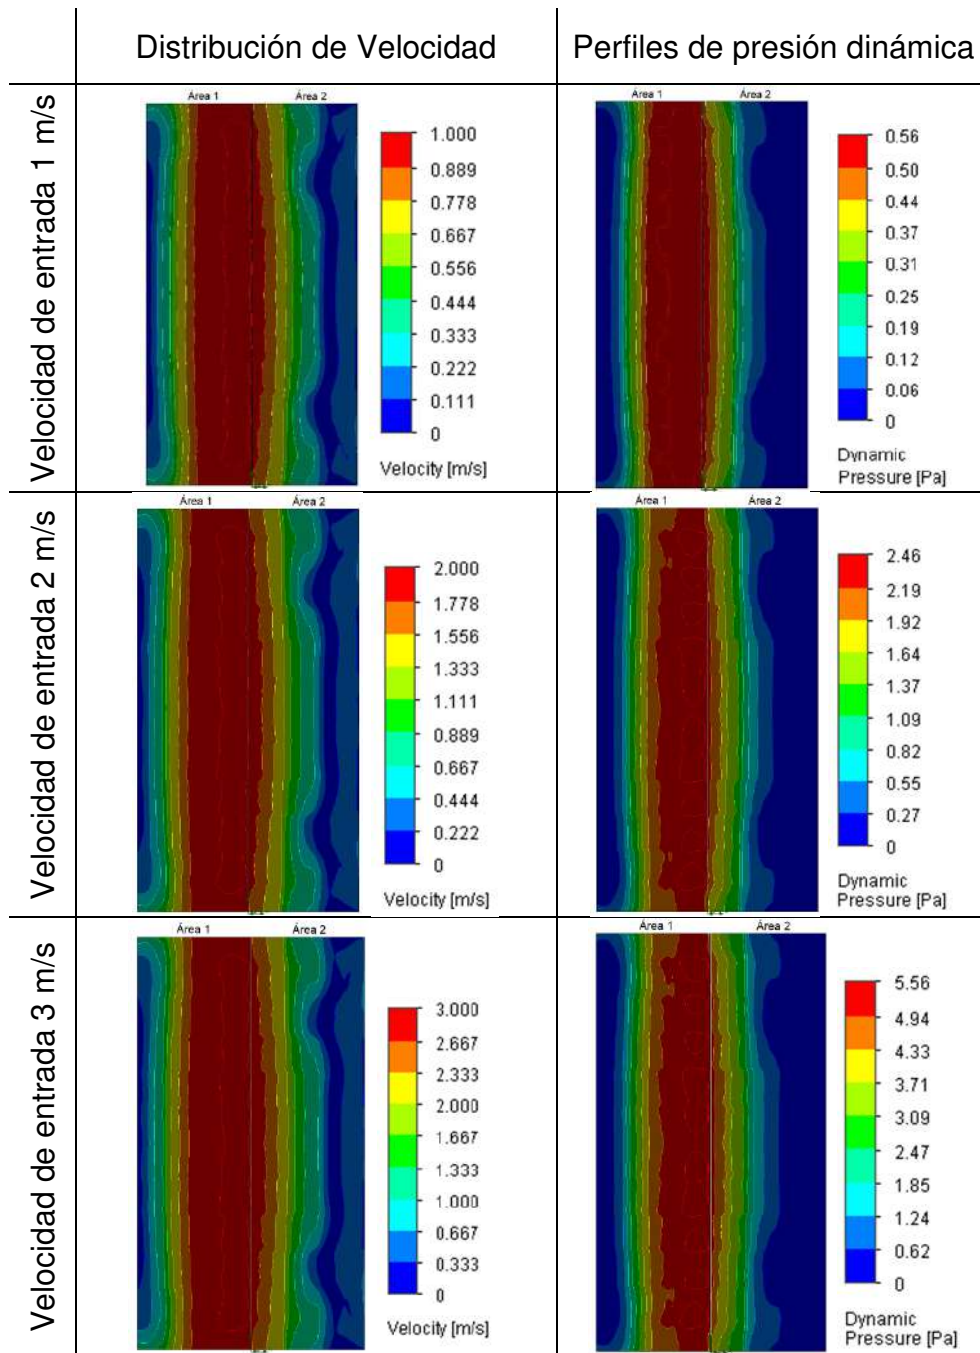 Distribución de Velocidad
Perfiles de presión dinámica
Velocidad de entrada 1 m/s
Área 1
Área 2
1.000
0.889
0.778
0.667
0.556
0.444
0.333
0.222
0.111
0
Velocity [m/s]
Área 1
Área 2
0.56
0.50
0.44
0.37
0.31
0.25
0.19
0.12
0.06
0
Dynamic
Pressure [Pa]
Velocidad de entrada 2 m/s
Área 1
Área 2
2.000
1.778
1.556
1.333
1.111
0.889
0.667
0.444
0.222
0
Velocity [m/s]
Área 1
Área 2
2.46
2.19
1.92
1.64
1.37
1.09
0.82
0.55
0.27
0
Dynamic
Pressure [Pa]
Velocidad de entrada 3 m/s
Área 1
Área 2
3.000
2.667
2.333
2.000
1.667
1.333
1.000
0.667
0.333
0
Velocity [m/s]
Área 1
Área 2
5.56
4.94
4.33
3.71
3.09
2.47
1.85
1.24
0.62
0
Dynamic
Pressure [Pa]